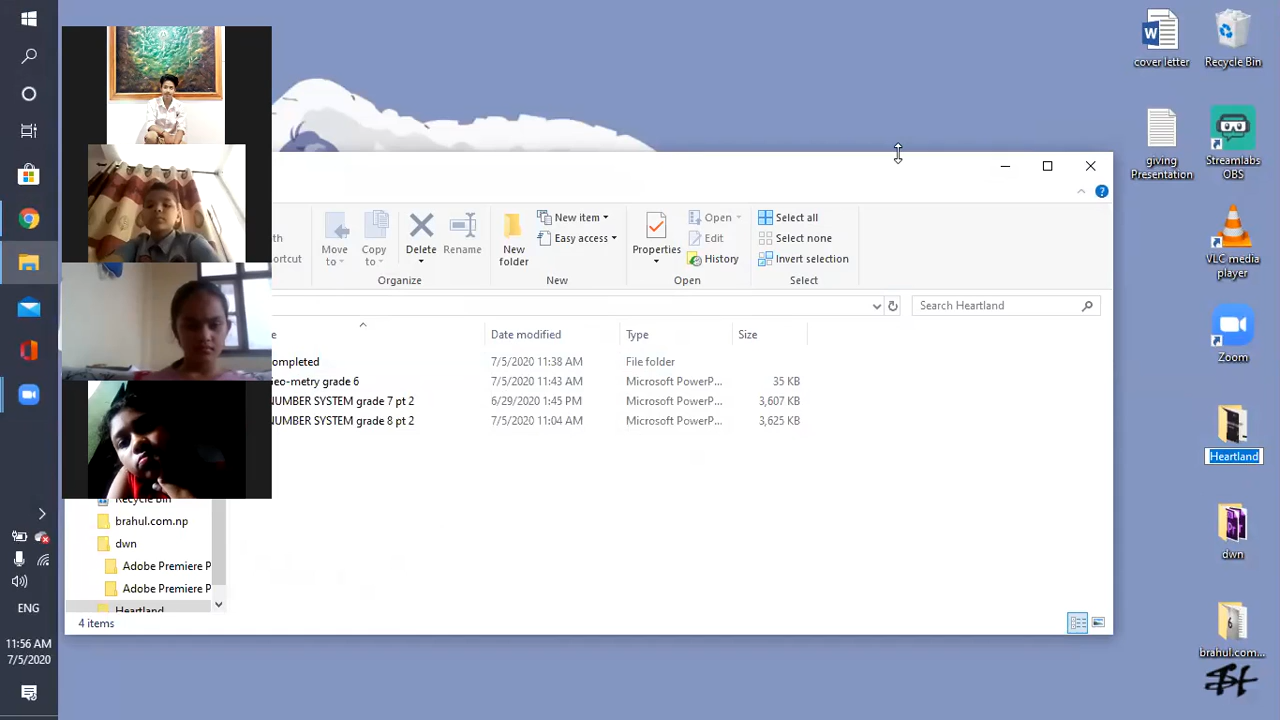 cover letter
Recycle Bin
giving
Presentation
Streamlabs
OBS
VLC media
player
Zoom
Heartland
dwn
brahul.com...
th
ortcut
Move
to
Copy
to
Delete
Rename
New
folder
New item
Easy access
Properties
Open
Edit
History
Select all
Select none
Invert selection
Organize
New
Open
Select
Search Heartland
e
Date modified
Type
Size
ompleted
7/5/2020 11:38 AM
File folder
Geo-metry grade 6
7/5/2020 11:43 AM
Microsoft PowerP...
35 KB
NUMBER SYSTEM grade 7 pt 2
6/29/2020 1:45 PM
Microsoft PowerP...
3,607 KB
NUMBER SYSTEM grade 8 pt 2
7/5/2020 11:04 AM
Microsoft PowerP...
3,625 KB
Recycle Bin
brahul.com.np
dwn
Adobe Premiere P
Adobe Premiere P
Heartland
4 items
ENG
11:56 AM
7/5/2020